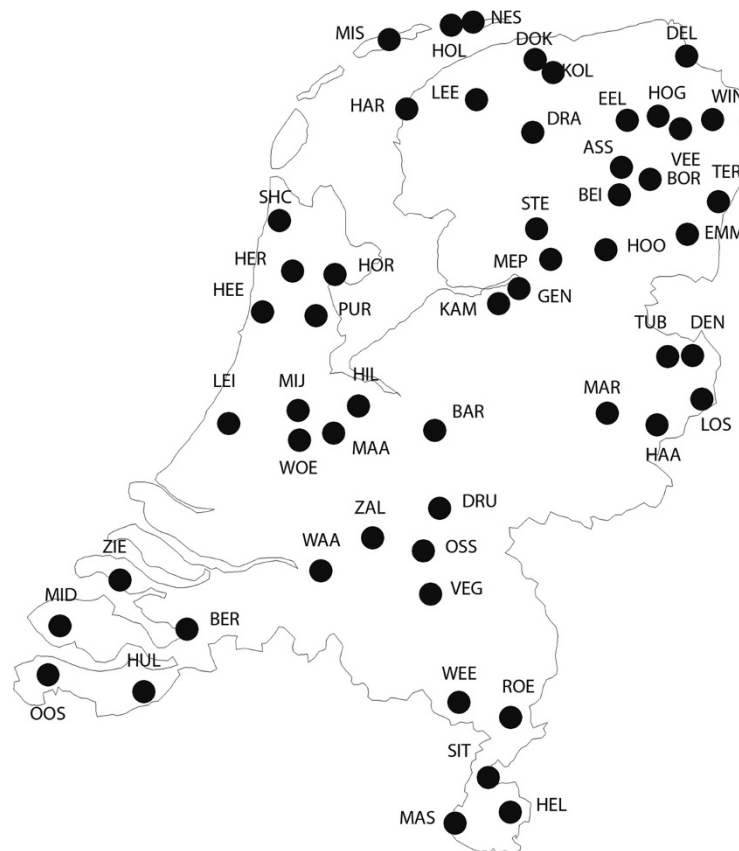 NES
MIS
HOL
DOK
DEL
KOL
LEE
HAR
EEL
HOG
WIN
DRA
ASS
VEE
BOR
TER
BEI
SHC
STE
EMM
HOO
HER
HOR
MEP
HEE
GEN
KAM
PUR
TUB
DEN
LEI
MIJ
HIL
MAR
BAR
LOS
MAA
WOE
HAA
ZAL
DRU
WAA
ZIE
OSS
VEG
MID
BER
HUL
WEE
ROE
OOS
SIT
HEL
MAS